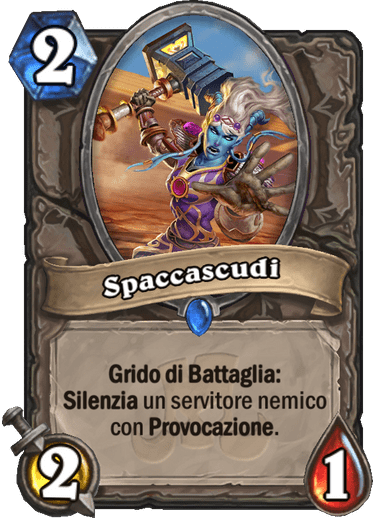 2
Spaccascudi
Grido di Battaglia:
Silenzia un servitore nemico
con Provocazione.
2
1